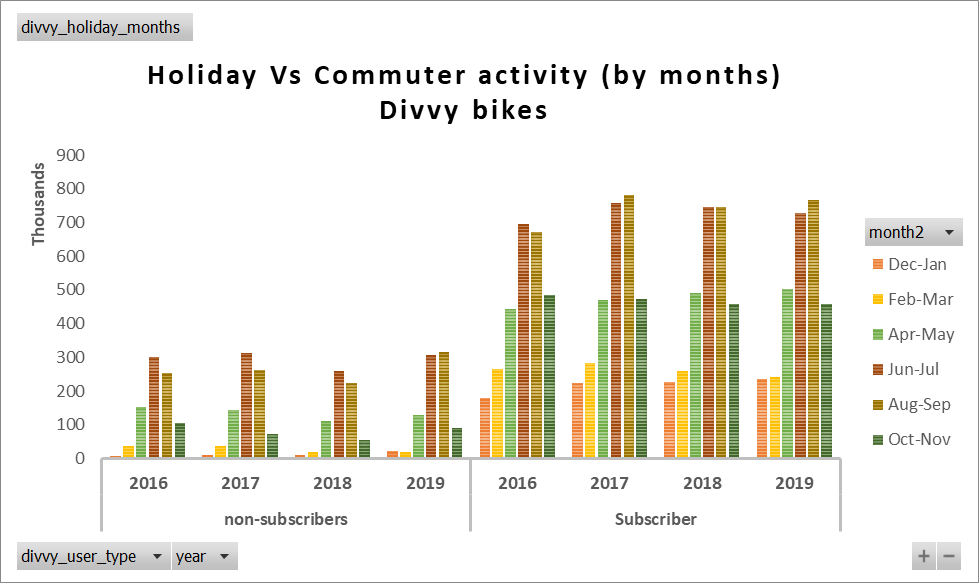 divvy_holiday_months
Holiday Vs Commuter activity (by months)
Divvy bikes
Thousands
900
800
700
600
500
400
300
200
100
0
2016 2017 2018 2019 2016 2017 2018 2019
non-subscribers Subscriber
month2
Dec-Jan
Feb-Mar
Apr-May
Jun-Jul
Aug-Sep
Oct-Nov
divvy_user_type year
+ −